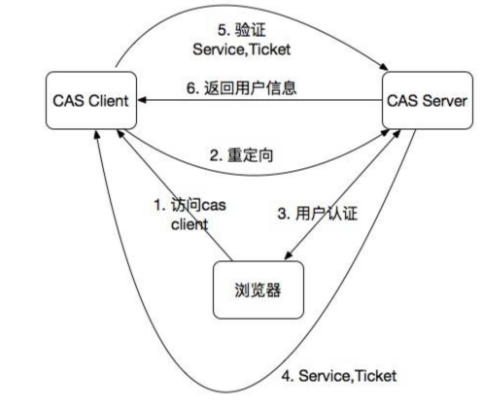 5. 验证
Service,Ticket
CAS Client
6. 返回用户信息
CAS Server
2. 重定向
1. 访问cas
client
3. 用户认证
浏览器
4. Service,Ticket